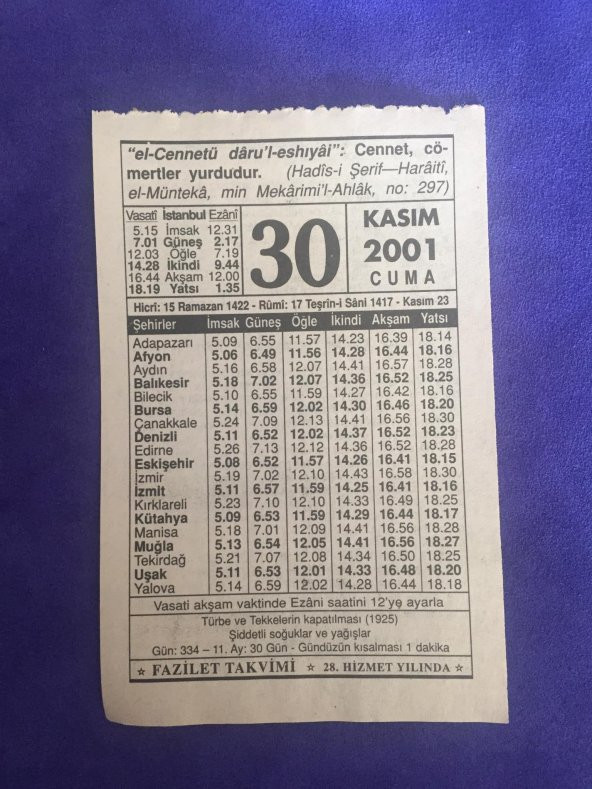 "el-Cennetü dâru'l-eshıyâi": Cennet, cö-
mertler yurdudur. (Hadîs-i Şerif—Harâitî,
el-Müntekâ, min Mekârimi'l-Ahlâk, no: 297)
Vasatî İstanbul Ezânî
5.15 İmsak 12.31
7.01 Güneş 2.17
12.03 Öğle 7.19
14.28 İkindi 9.44
16.44 Akşam 12.00
18.19 Yatsı 1.35
30
KASIM
2001
CUMA
Hicrî: 15 Ramazan 1422 - Rûmî: 17 Teşrin-i Sâni 1417 - Kasım 23
Şehirler İmsak Güneş Öğle İkindi Akşam Yatsı
Adapazarı 5.09 6.55 11.57 14.23 16.39 18.14
Afyon 5.06 6.49 11.56 14.28 16.44 18.16
Aydın 5.16 6.58 12.07 14.41 16.57 18.28
Balıkesir 5.18 7.02 12.07 14.36 16.52 18.25
Bilecik 5.10 6.55 11.59 14.27 16.42 18.16
Bursa 5.14 6.59 12.02 14.30 16.46 18.20
Çanakkale 5.24 7.09 12.13 14.41 16.56 18.30
Denizli 5.11 6.52 12.02 14.37 16.52 18.23
Edirne 5.26 7.13 12.12 14.36 16.52 18.28
Eskişehir 5.08 6.52 11.57 14.26 16.41 18.15
İzmir 5.19 7.02 12.10 14.43 16.58 18.30
İzmit 5.11 6.57 11.59 14.25 16.41 18.16
Kırklareli 5.23 7.10 12.10 14.33 16.49 18.25
Kütahya 5.09 6.53 11.59 14.29 16.44 18.17
Manisa 5.18 7.01 12.09 14.41 16.56 18.28
Muğla 5.13 6.54 12.05 14.41 16.56 18.27
Tekirdağ 5.21 7.07 12.08 14.34 16.50 18.25
Uşak 5.11 6.53 12.01 14.33 16.48 18.20
Yalova 5.14 6.59 12.02 14.28 16.44 18.18
Vasati akşam vaktinde Ezâni saatini 12'ye ayarla
Türbe ve Tekkelerin kapatılması (1925)
Şiddetli soğuklar ve yağışlar
Gün: 334 – 11. Ay: 30 Gün - Gündüzün kısalması 1 dakika
☆ FAZİLET TAKVİMİ ☆ 28. HİZMET YILINDA ☆